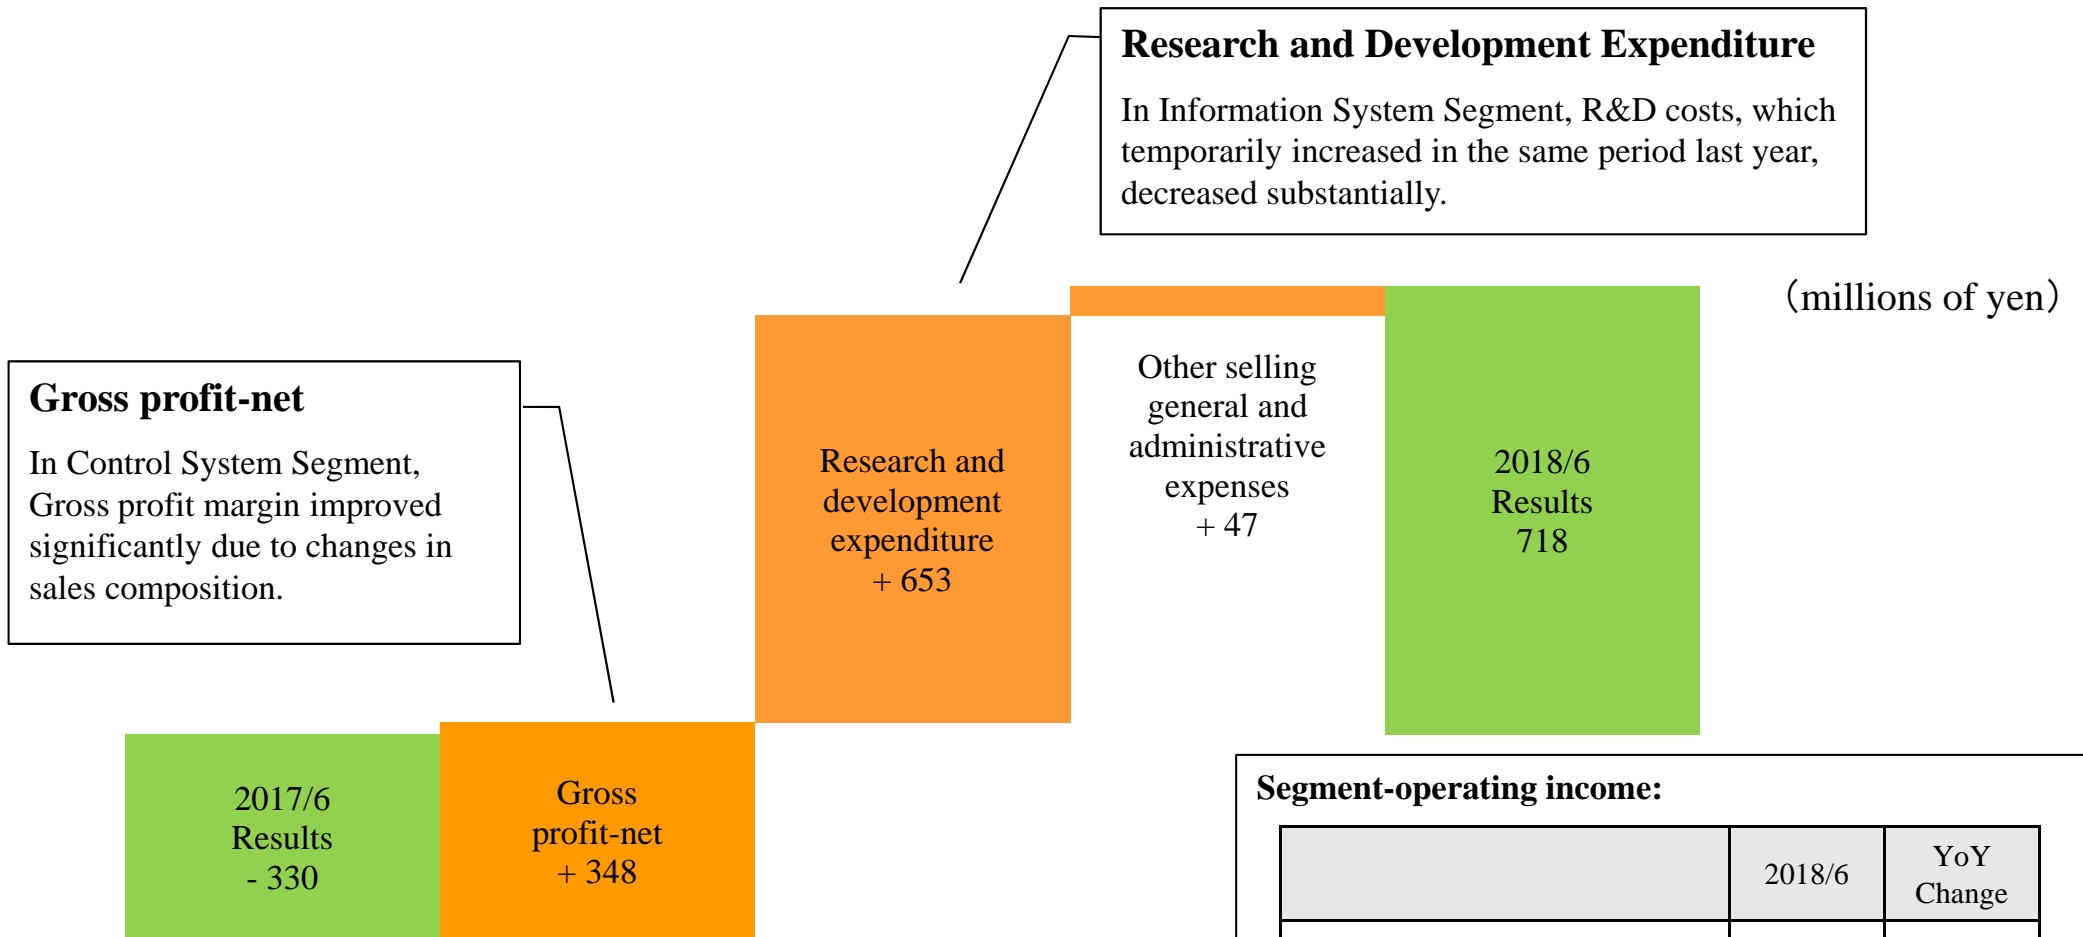 Research and Development Expenditure
In Information System Segment, R&D costs, which
temporarily increased in the same period last year,
decreased substantially.
（millions of yen）
Gross profit-net
In Control System Segment,
Gross profit margin improved
significantly due to changes in
sales composition.
2017/6
Results
- 330
Gross
profit-net
+ 348
Research and
development
expenditure
+ 653
Other selling
general and
administrative
expenses
+ 47
2018/6
Results
718
Segment-operating income:
2018/6
YoY
Change